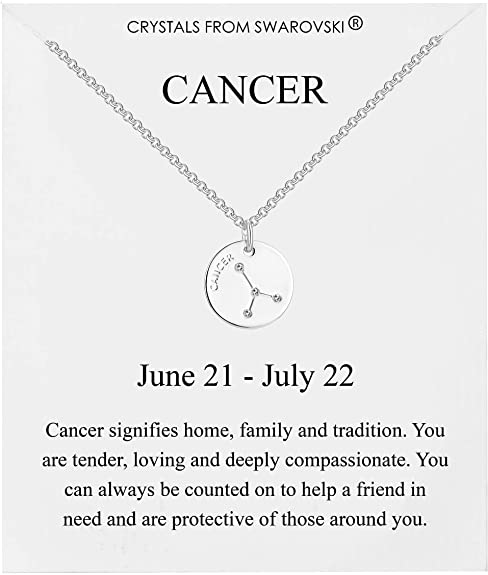 CRYSTALS FROM SWAROVSKI®
CANCER
CANCER
June 21 - July 22
Cancer signifies home, family and tradition. You
are tender, loving and deeply compassionate. You
can always be counted on to help a friend in
need and are protective of those around you.